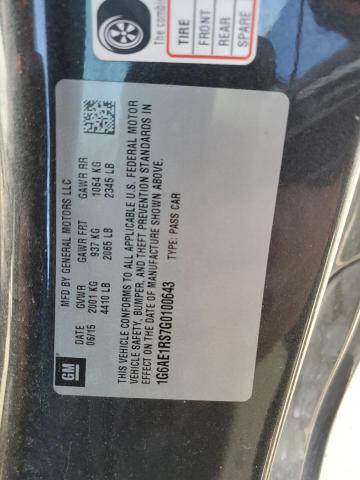 The combine
TIRE
FRONT
REAR
SPARE
GM
MFD BY GENERAL MOTORS LLC
DATE GVWR GAWR FRT GAWR RR
06/15 2001 KG 937 KG 1064 KG
4410 LB 2065 LB 2345 LB
THIS VEHICLE CONFORMS TO ALL APPLICABLE U.S. FEDERAL MOTOR
VEHICLE SAFETY, BUMPER, AND THEFT PREVENTION STANDARDS IN
EFFECT ON THE DATE OF MANUFACTURE SHOWN ABOVE.
1G6AE1RS7G0100643 TYPE: PASS CAR